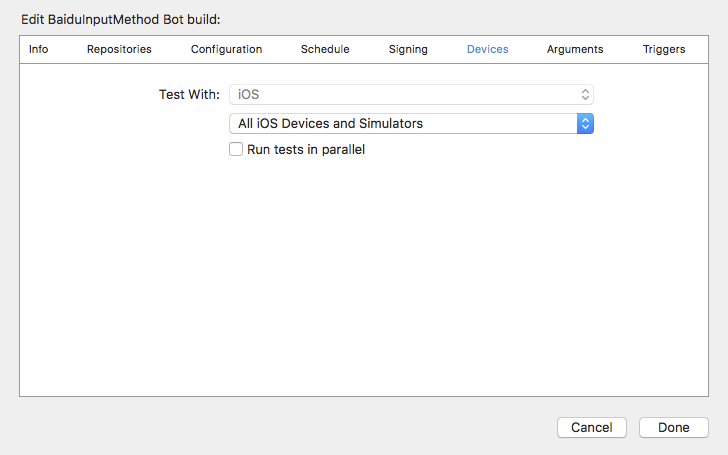 Edit BaiduInputMethod Bot build:
Info Repositories Configuration Schedule Signing Devices Arguments Triggers
Test With: iOS
All iOS Devices and Simulators
Run tests in parallel
Cancel Done